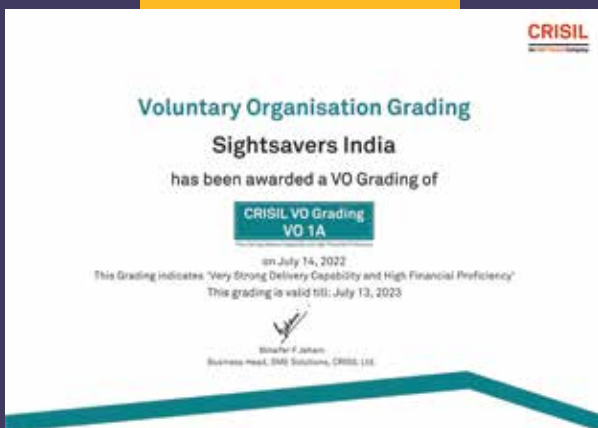 CRISIL
Voluntary Organisation Grading
Sightsavers India
has been awarded a VO Grading of
CRISIL VO Grading
VO 1A
on July 14, 2022
This Grading indicates 'Very Strong Delivery Capability and High Financial Proficiency'
This grading is valid till: July 13, 2023
Business Head, SME Solutions, CRISIL Ltd.